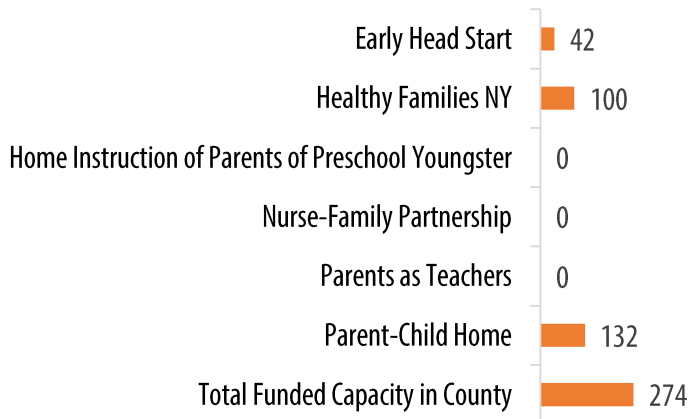 Early Head Start 42
Healthy Families NY 100
Home Instruction of Parents of Preschool Youngster 0
Nurse-Family Partnership 0
Parents as Teachers 0
Parent-Child Home 132
Total Funded Capacity in County 274